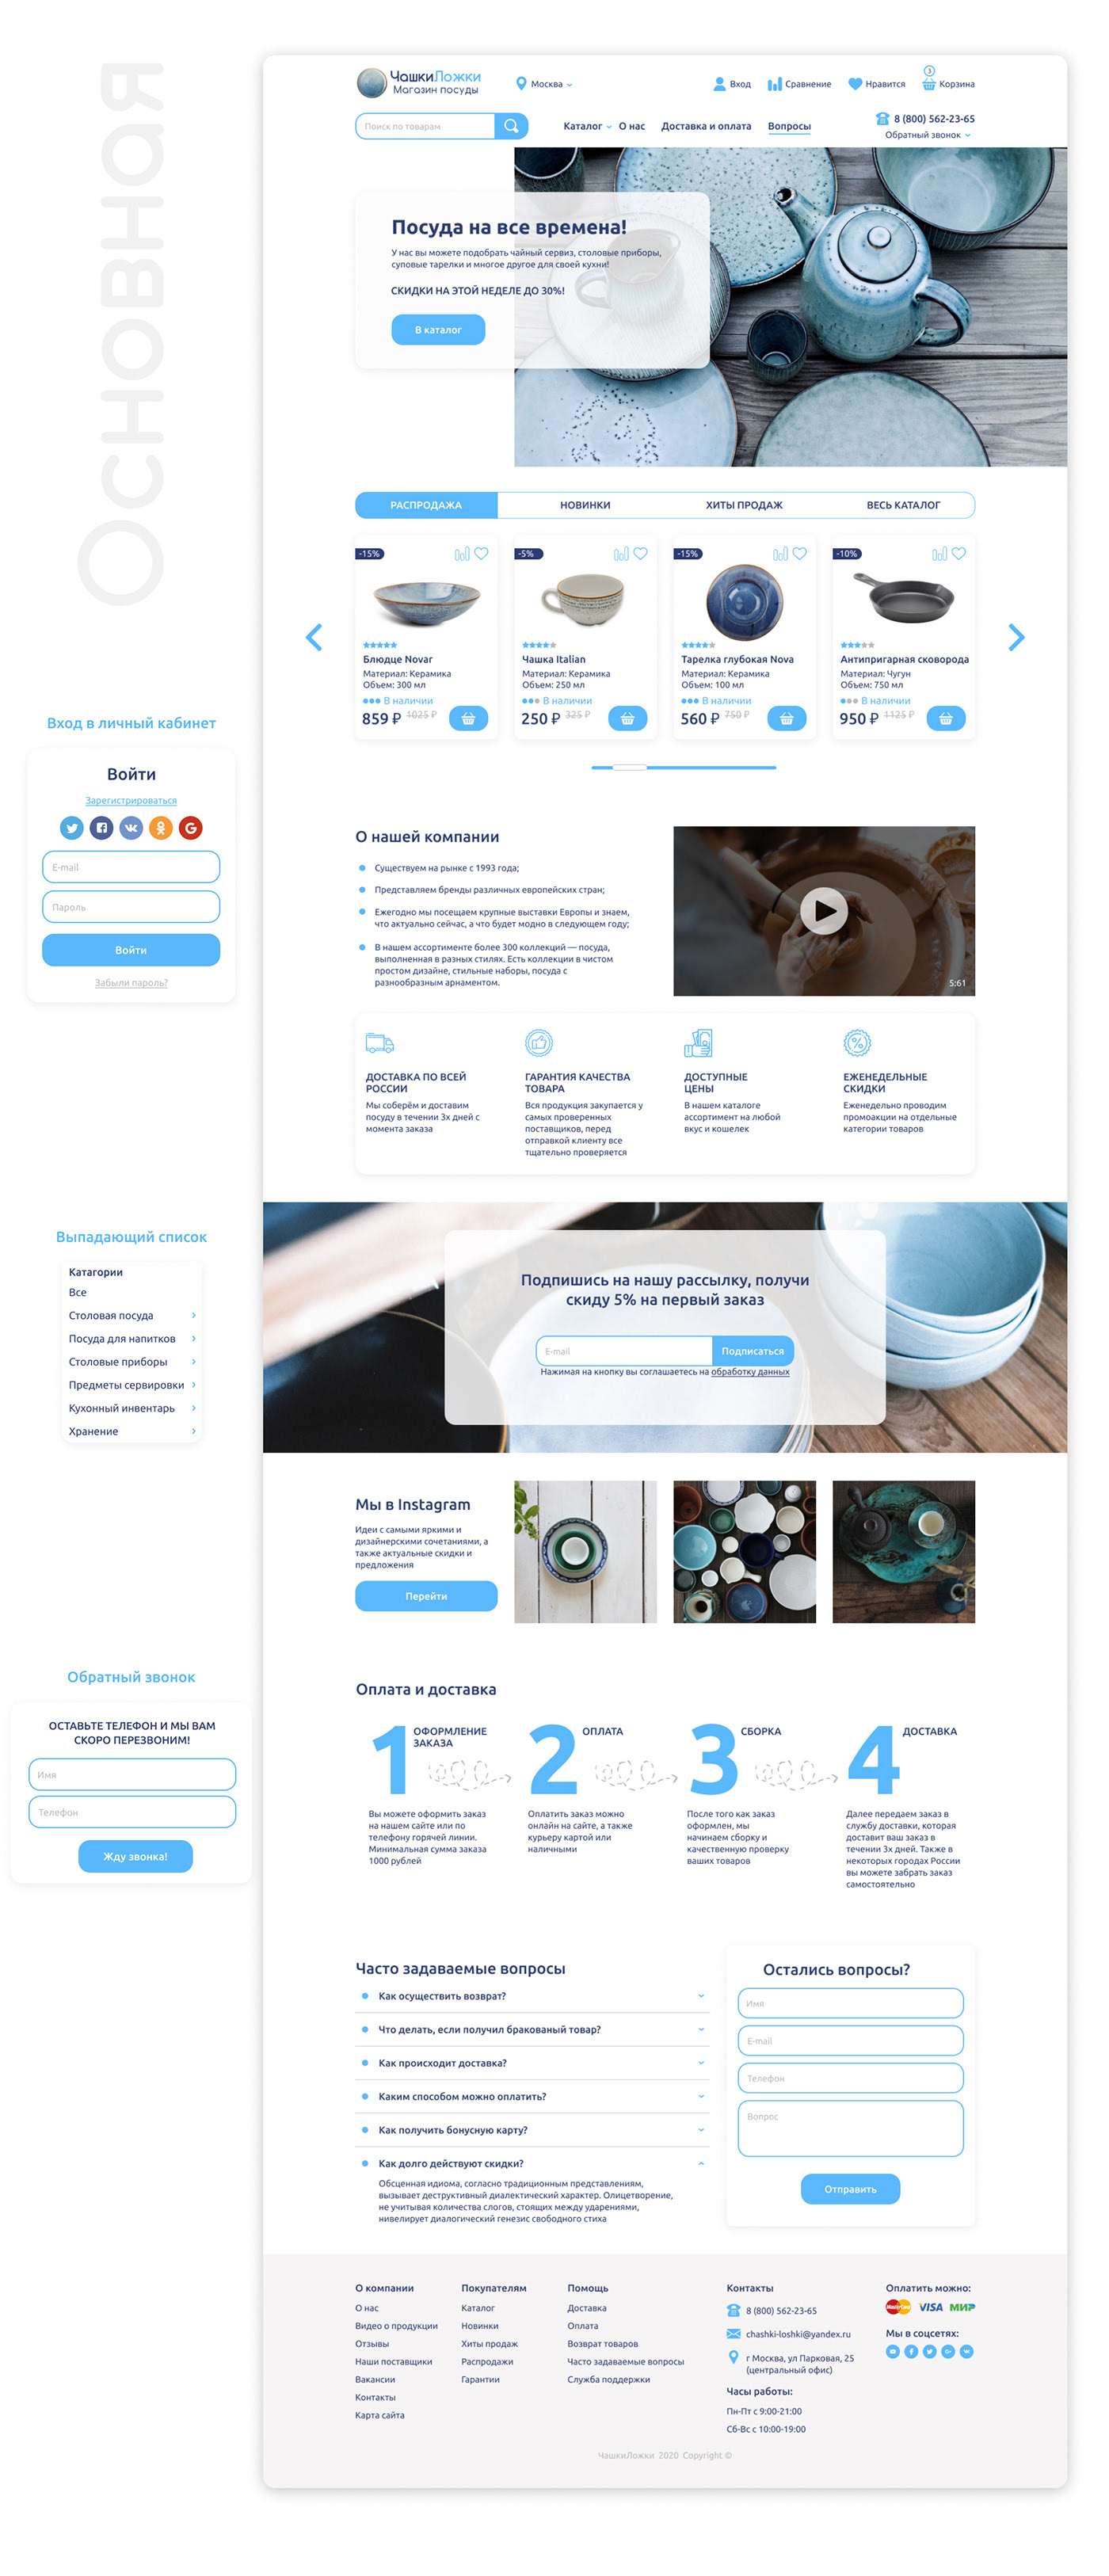 Основная
ЧашкиЛожки
Магазин посуды
Москва
Вход
Сравнение
Нравится
3
Корзина
Поиск по товарам
Каталог
О нас
Доставка и оплата
Вопросы
8 (800) 562-23-65
Обратный звонок
Посуда на все времена!
У нас вы можете подобрать чайный сервиз, столовые приборы,
суповые тарелки и многое другое для своей кухни!
СКИДКИ НА ЭТОЙ НЕДЕЛЕ ДО 30%!
В каталог
РАСПРОДАЖА
НОВИНКИ
ХИТЫ ПРОДАЖ
ВЕСЬ КАТАЛОГ
-15%
Блюдце Novar
Материал: Керамика
Объем: 300 мл
В наличии
859 ₽ 1025 ₽
-5%
Чашка Italian
Материал: Керамика
Объем: 250 мл
В наличии
250 ₽ 325 ₽
-15%
Тарелка глубокая Nova
Материал: Керамика
Объем: 100 мл
В наличии
560 ₽ 750 ₽
-10%
Антипригарная сковорода
Материал: Чугун
Объем: 750 мл
В наличии
950 ₽ 1125 ₽
Вход в личный кабинет
Войти
Зарегистрироваться
E-mail
Пароль
Войти
Забыли пароль?
О нашей компании
Существуем на рынке с 1993 года;
Представляем бренды различных европейских стран;
Ежегодно мы посещаем крупные выставки Европы и знаем,
что актуально сейчас, а что будет модно в следующем году;
В нашем ассортименте более 300 коллекций — посуда,
выполненная в разных стилях. Есть коллекции в чистом
простом дизайне, стильные наборы, посуда с
разнообразным арнаментом.
5:61
ДОСТАВКА ПО ВСЕЙ
РОССИИ
Мы соберём и доставим
посуду в течении 3х дней с
момента заказа
ГАРАНТИЯ КАЧЕСТВА
ТОВАРА
Вся продукция закупается у
самых проверенных
поставщиков, перед
отправкой клиенту все
тщательно проверяется
ДОСТУПНЫЕ
ЦЕНЫ
В нашем каталоге
ассортимент на любой
вкус и кошелек
ЕЖЕНЕДЕЛЬНЫЕ
СКИДКИ
Еженедельно проводим
промоакции на отдельные
категории товаров
Выпадающий список
Катагории
Все
Столовая посуда
Посуда для напитков
Столовые приборы
Предметы сервировки
Кухонный инвентарь
Хранение
Подпишись на нашу рассылку, получи
скиду 5% на первый заказ
E-mail
Подписаться
Нажимая на кнопку вы соглашаетесь на обработку данных
Мы в Instagram
Идеи с самыми яркими и
дизайнерскими сочетаниями, а
также актуальные скидки и
предложения
Перейти
Обратный звонок
ОСТАВЬТЕ ТЕЛЕФОН И МЫ ВАМ
СКОРО ПЕРЕЗВОНИМ!
Имя
Телефон
Жду звонка!
Оплата и доставка
1
ОФОРМЛЕНИЕ
ЗАКАЗА
Вы можете оформить заказ
на нашем сайте или по
телефону горячей линии.
Минимальная сумма заказа
1000 рублей
2
ОПЛАТА
Оплатить заказ можно
онлайн на сайте, а также
курьеру картой или
наличными
3
СБОРКА
После того как заказ
оформлен, мы
начинаем сборку и
качественную проверку
ваших товаров
4
ДОСТАВКА
Далее передаем заказ в
службу доставки, которая
доставит ваш заказ в
течении 3х дней. Также в
некоторых городах России
вы можете забрать заказ
самостоятельно
Часто задаваемые вопросы
Как осуществить возврат?
Что делать, если получил бракованый товар?
Как происходит доставка?
Каким способом можно оплатить?
Как получить бонусную карту?
Как долго действуют скидки?
Обсценная идиома, согласно традиционным представлениям,
вызывает деструктивный диалектический характер. Олицетворение,
не учитывая количества слогов, стоящих между ударениями,
нивелирует диалогический генезис свободного стиха
Остались вопросы?
Имя
E-mail
Телефон
Вопрос
Отправить
О компании
О нас
Видео о продукции
Отзывы
Наши поставщики
Вакансии
Контакты
Карта сайта
Покупателям
Каталог
Новинки
Хиты продаж
Распродажи
Гарантии
Помощь
Доставка
Оплата
Возврат товаров
Часто задаваемые вопросы
Служба поддержки
Контакты
8 (800) 562-23-65
chashki-loshki@yandex.ru
г Москва, ул Парковая, 25
(центральный офис)
Часы работы:
Пн-Пт с 9:00-21:00
Сб-Вс с 10:00-19:00
Оплатить можно:
MasterCard VISA МИР
Мы в соцсетях:
ЧашкиЛожки 2020 Copyright ©